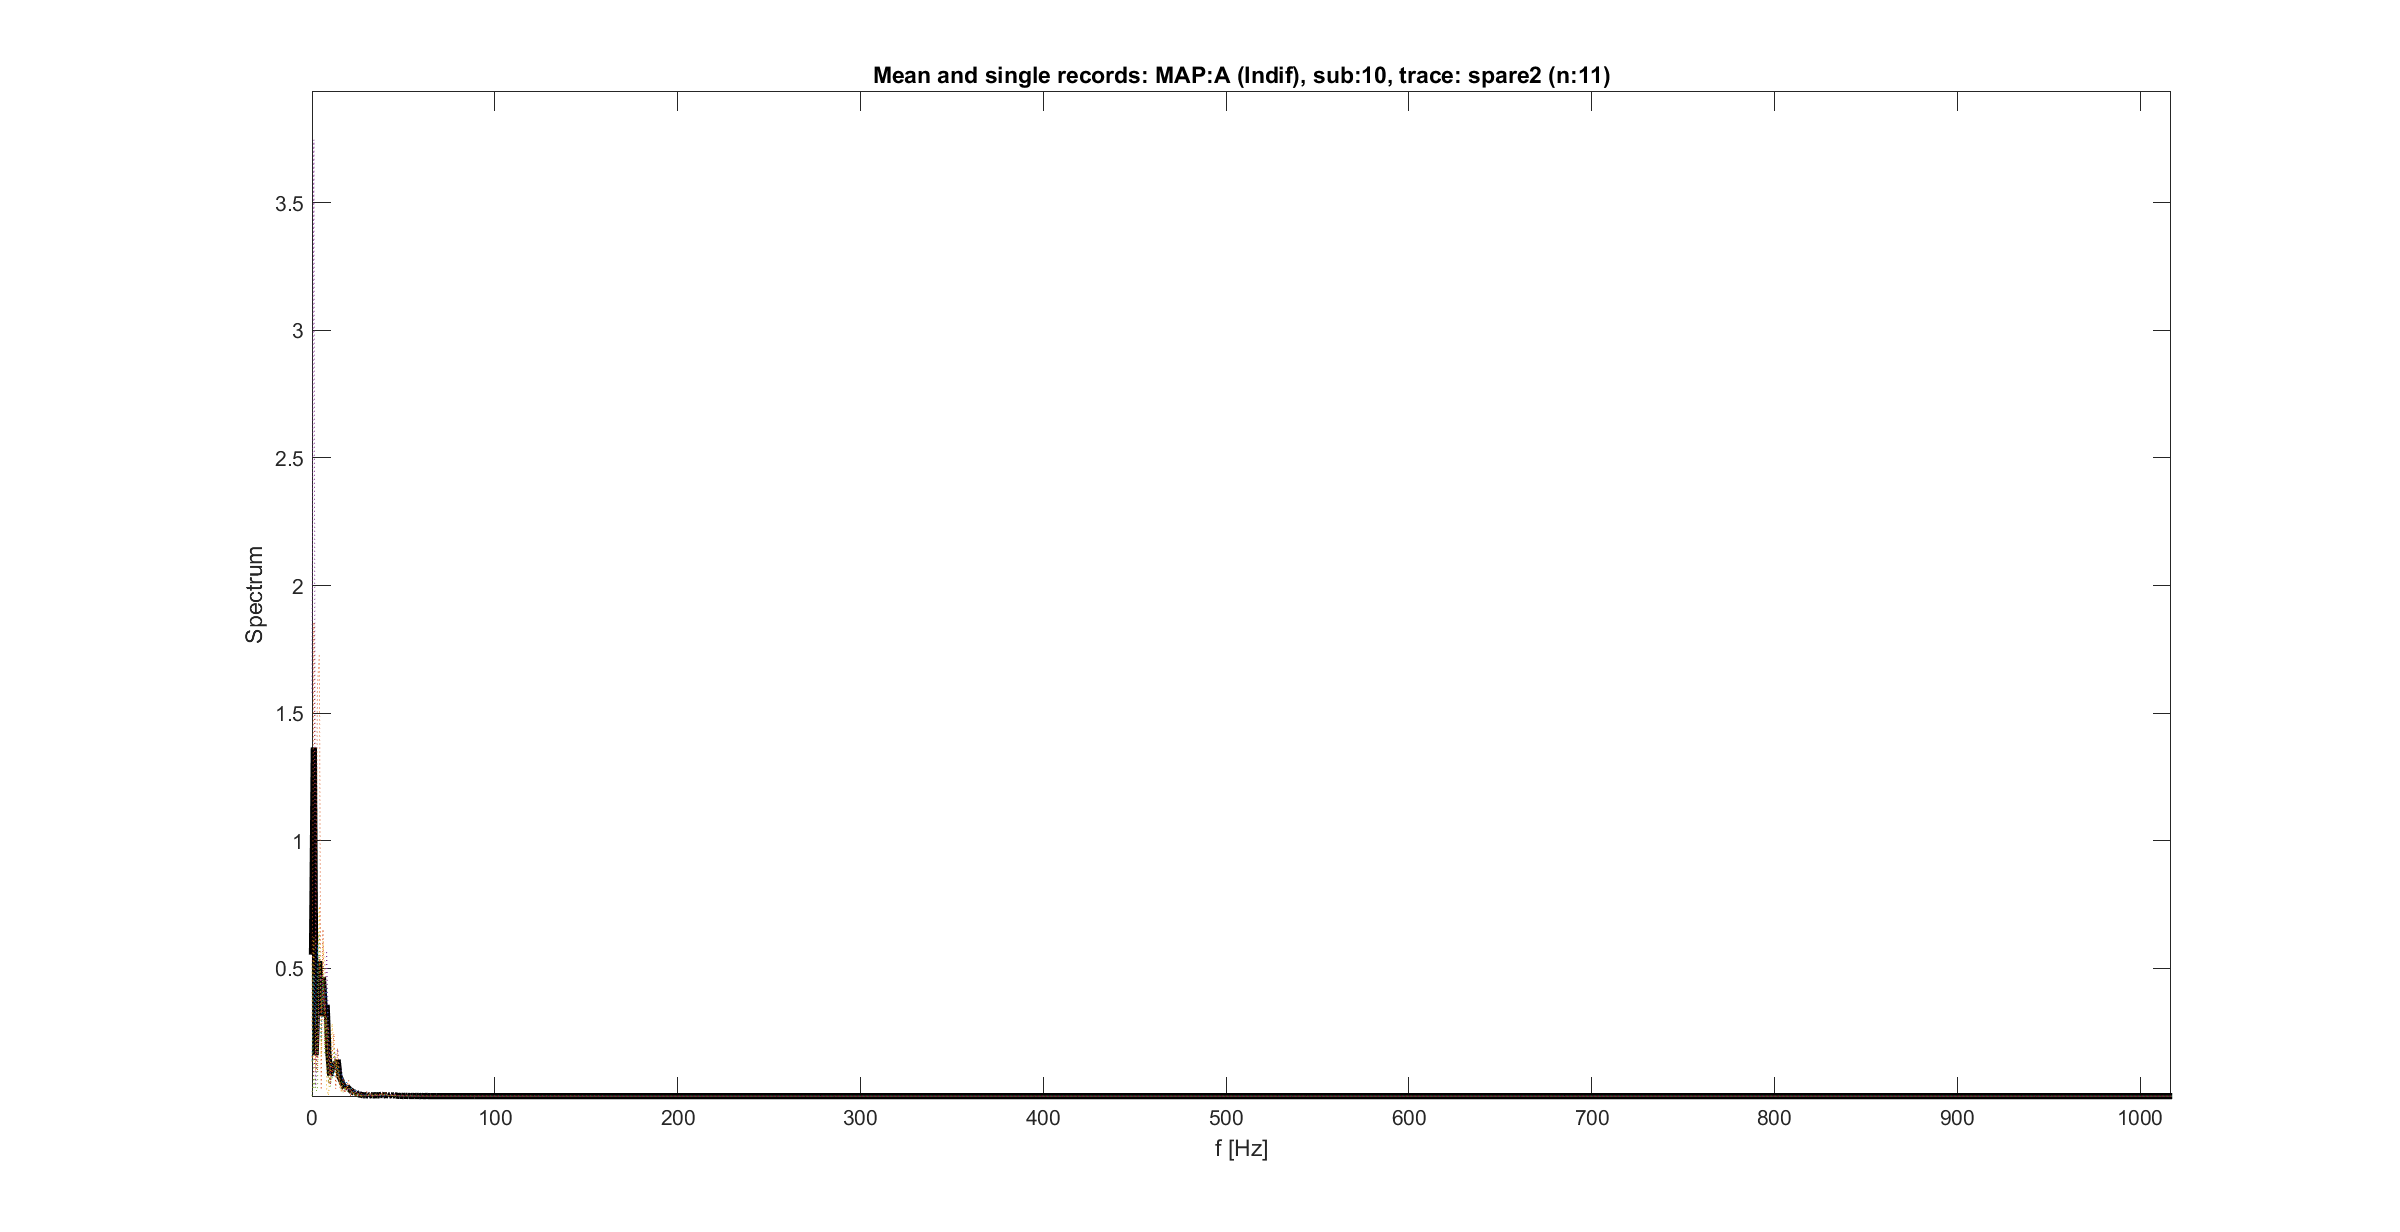 Mean and single records: MAP:A (Indif), sub:10, trace: spare2 (n:11)
3.5
3
2.5
2
1.5
1
0.5
Spectrum
0 100 200 300 400 500 600 700 800 900 1000
f [Hz]